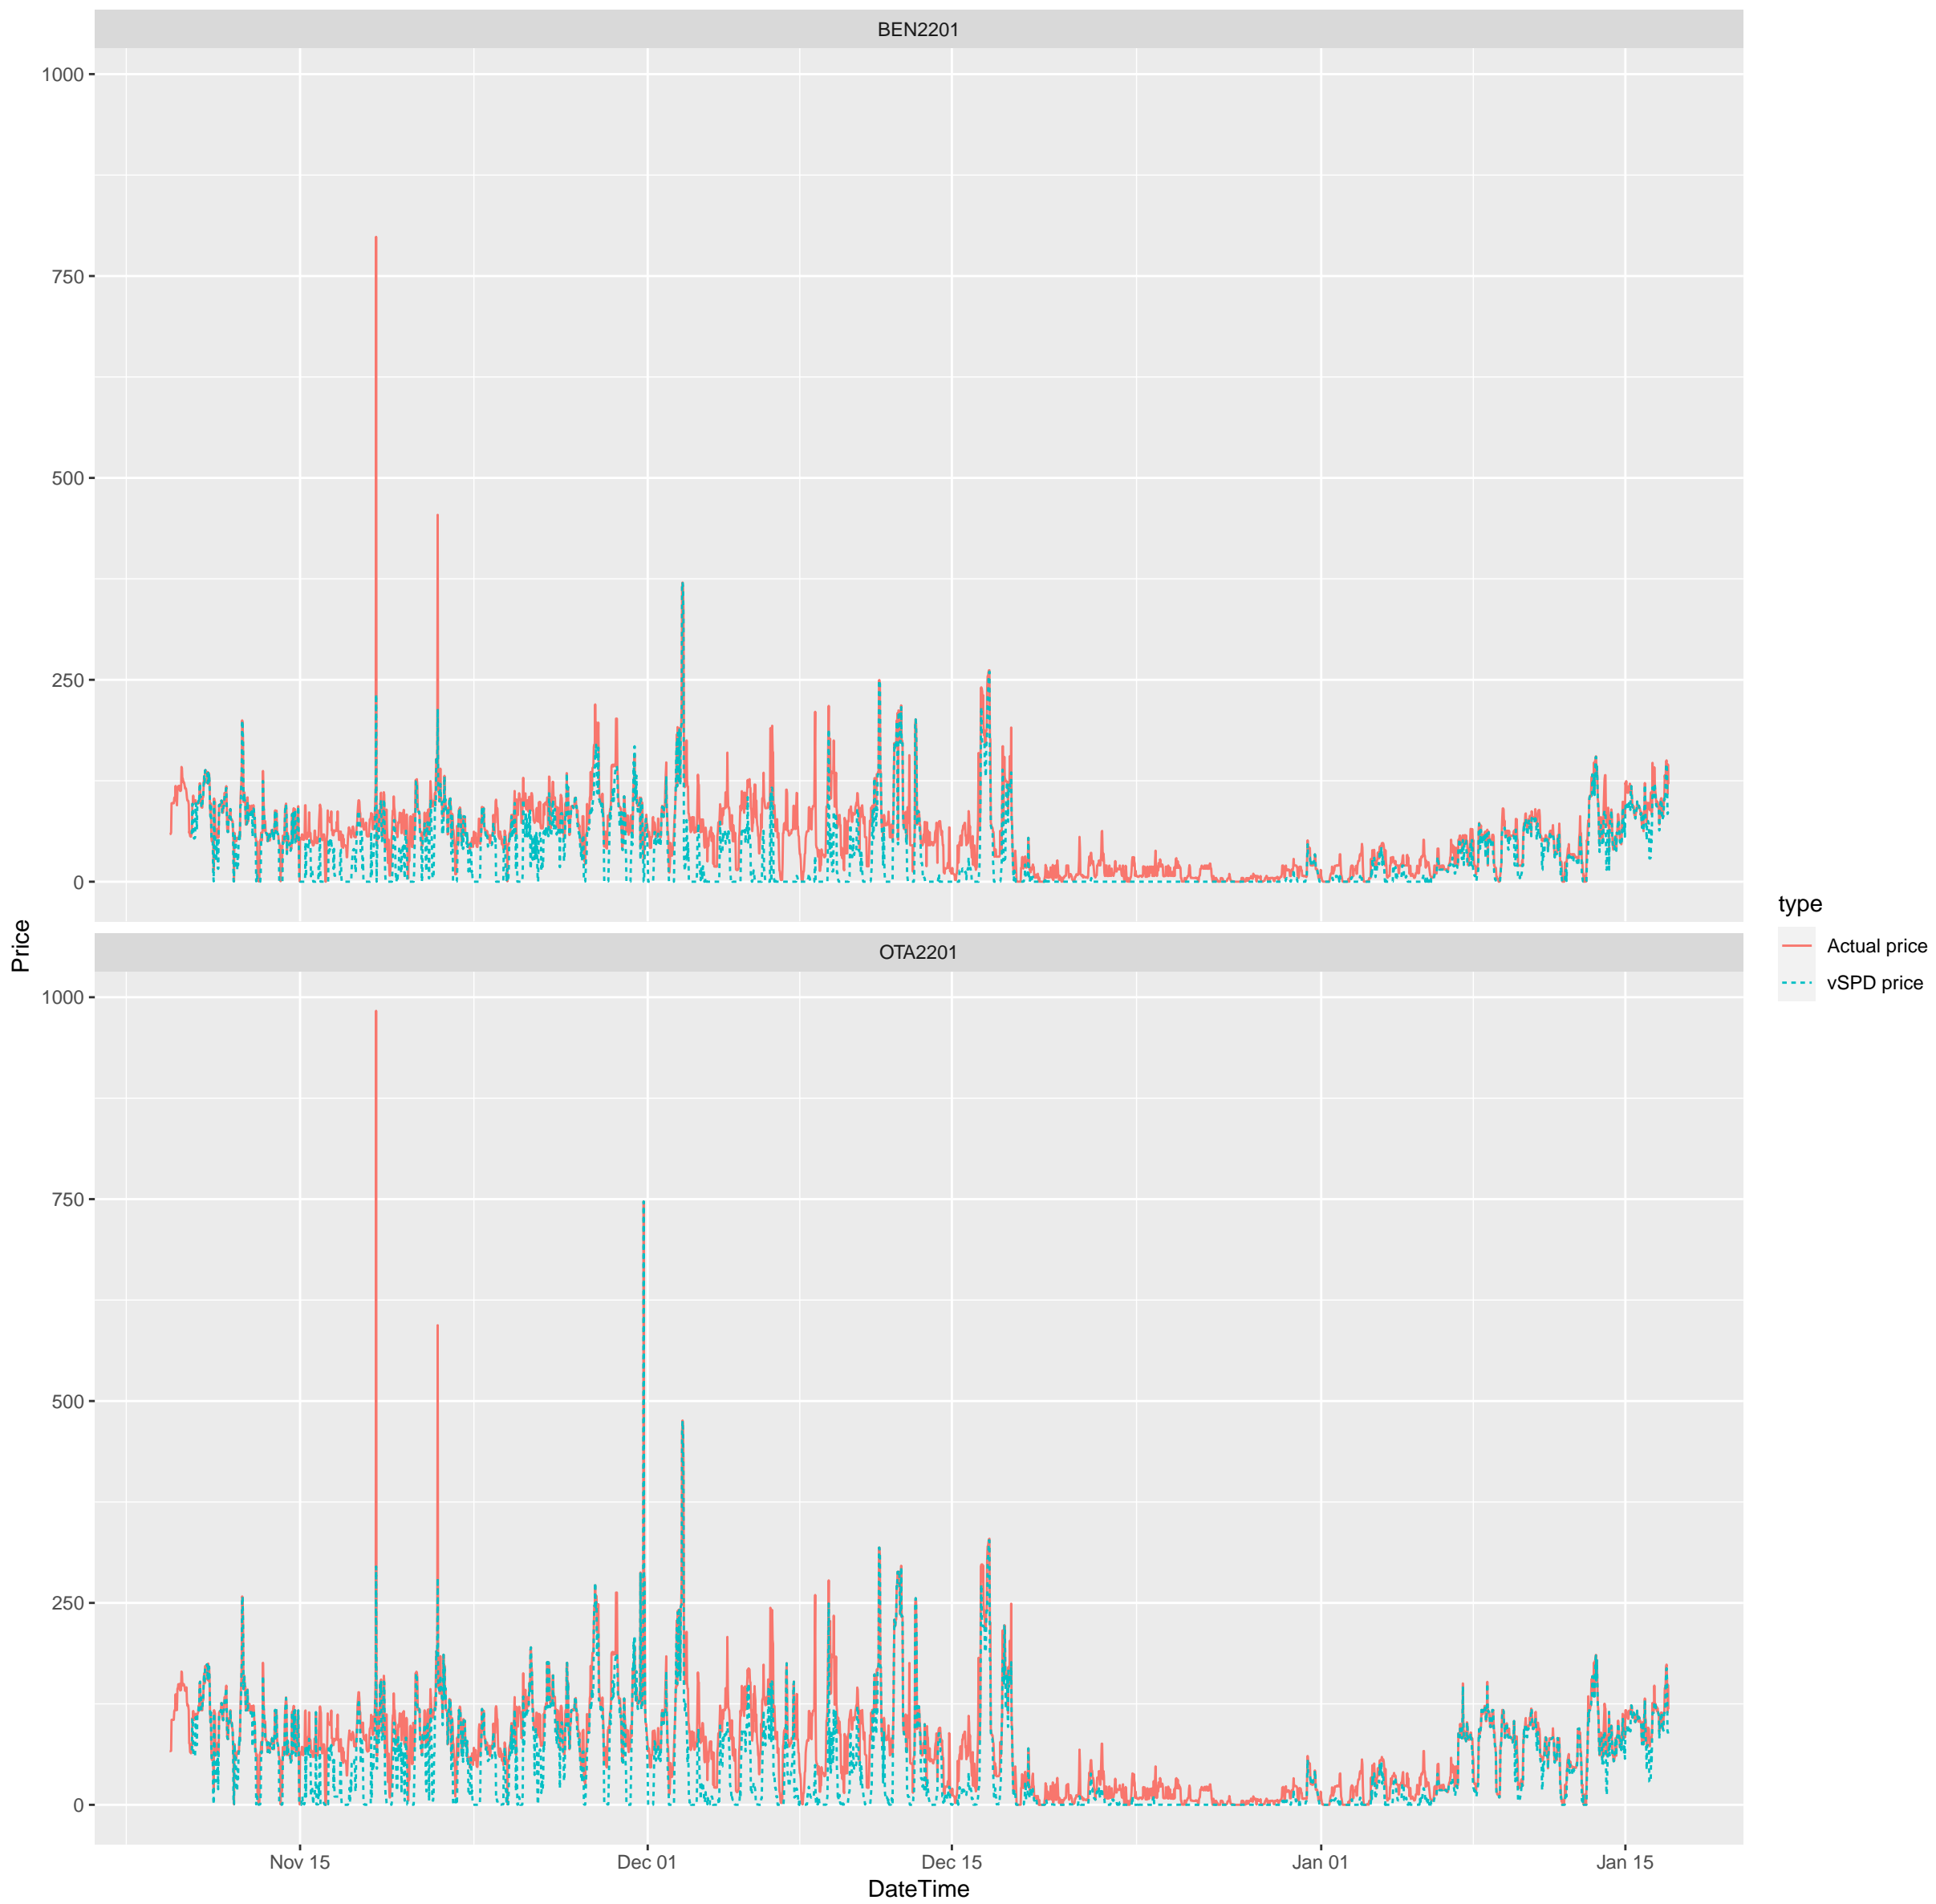 BEN2201
1000
750
500
250
0
OTA2201
1000
750
500
250
0
Nov 15
Dec 01
Dec 15
Jan 01
Jan 15
DateTime
Price
type
Actual price
vSPD price